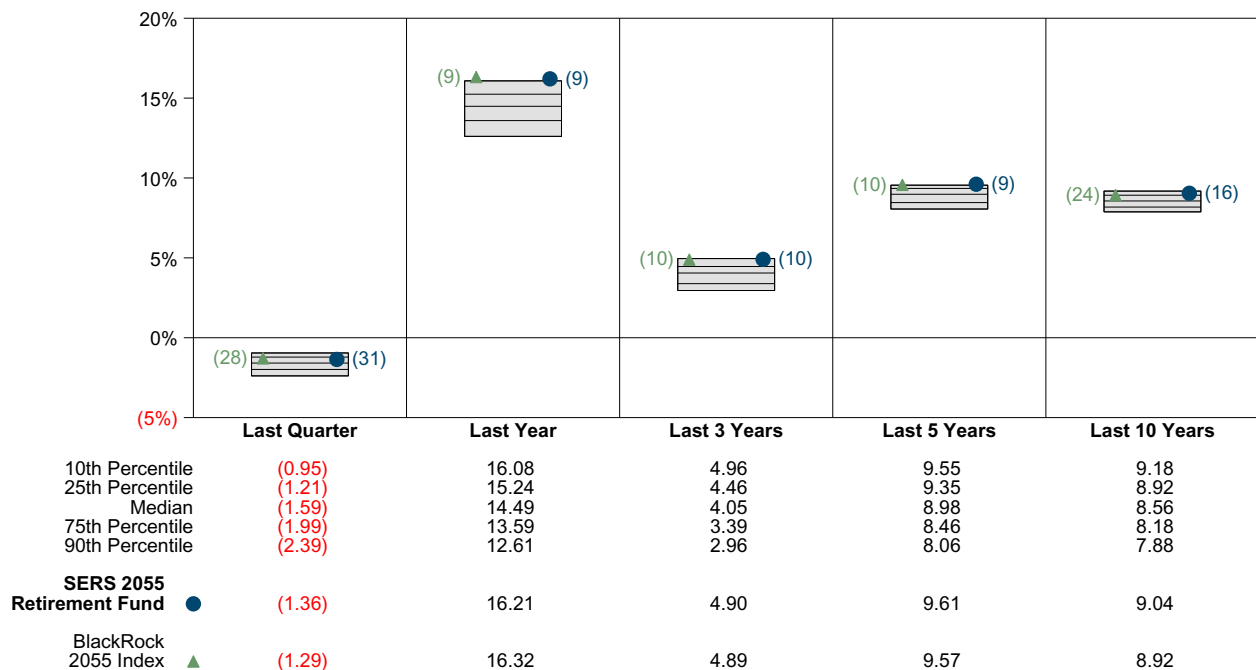 20%
15%
10%
5%
0%
(5%)
(28) (31)
(9) (9)
(10) (10)
(10) (9)
(24) (16)
Last Quarter Last Year Last 3 Years Last 5 Years Last 10 Years
10th Percentile (0.95) 16.08 4.96 9.55 9.18
25th Percentile (1.21) 15.24 4.46 9.35 8.92
Median (1.59) 14.49 4.05 8.98 8.56
75th Percentile (1.99) 13.59 3.39 8.46 8.18
90th Percentile (2.39) 12.61 2.96 8.06 7.88
SERS 2055
Retirement Fund (1.36) 16.21 4.90 9.61 9.04
BlackRock
2055 Index (1.29) 16.32 4.89 9.57 8.92